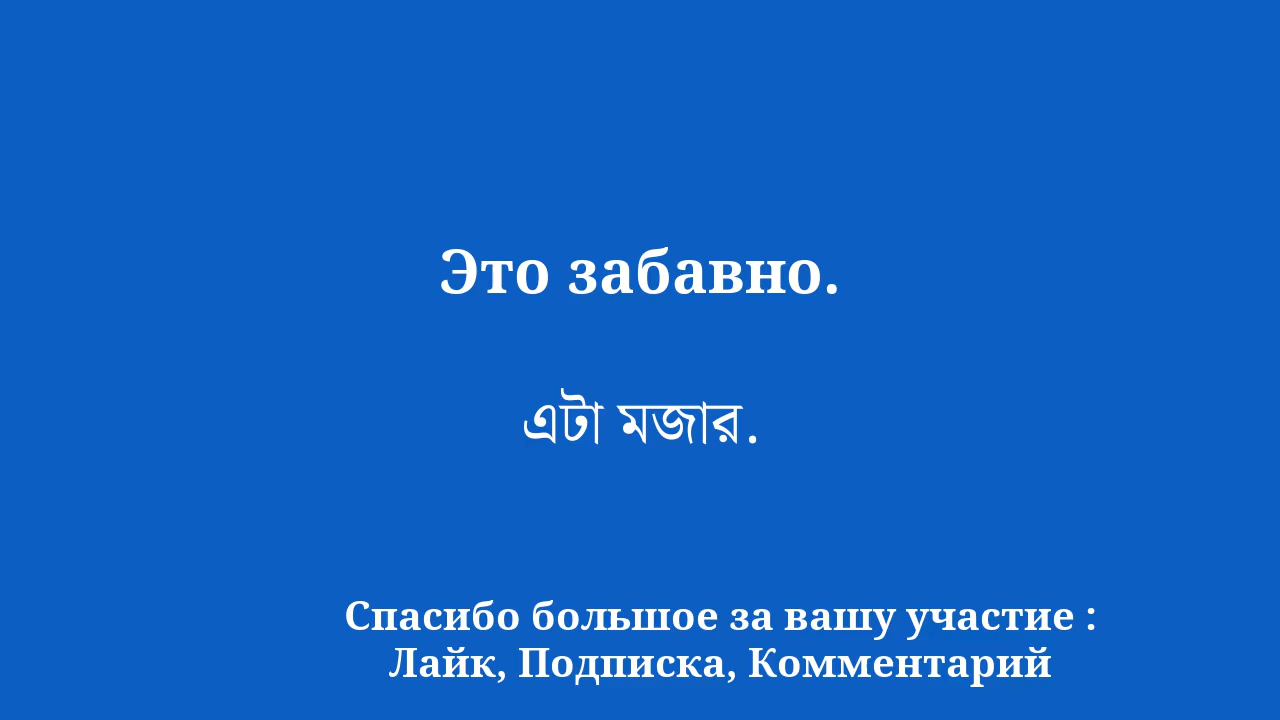 Это забавно.
এটা মজার.
Спасибо большое за вашу участие :
Лайк, Подписка, Комментарий